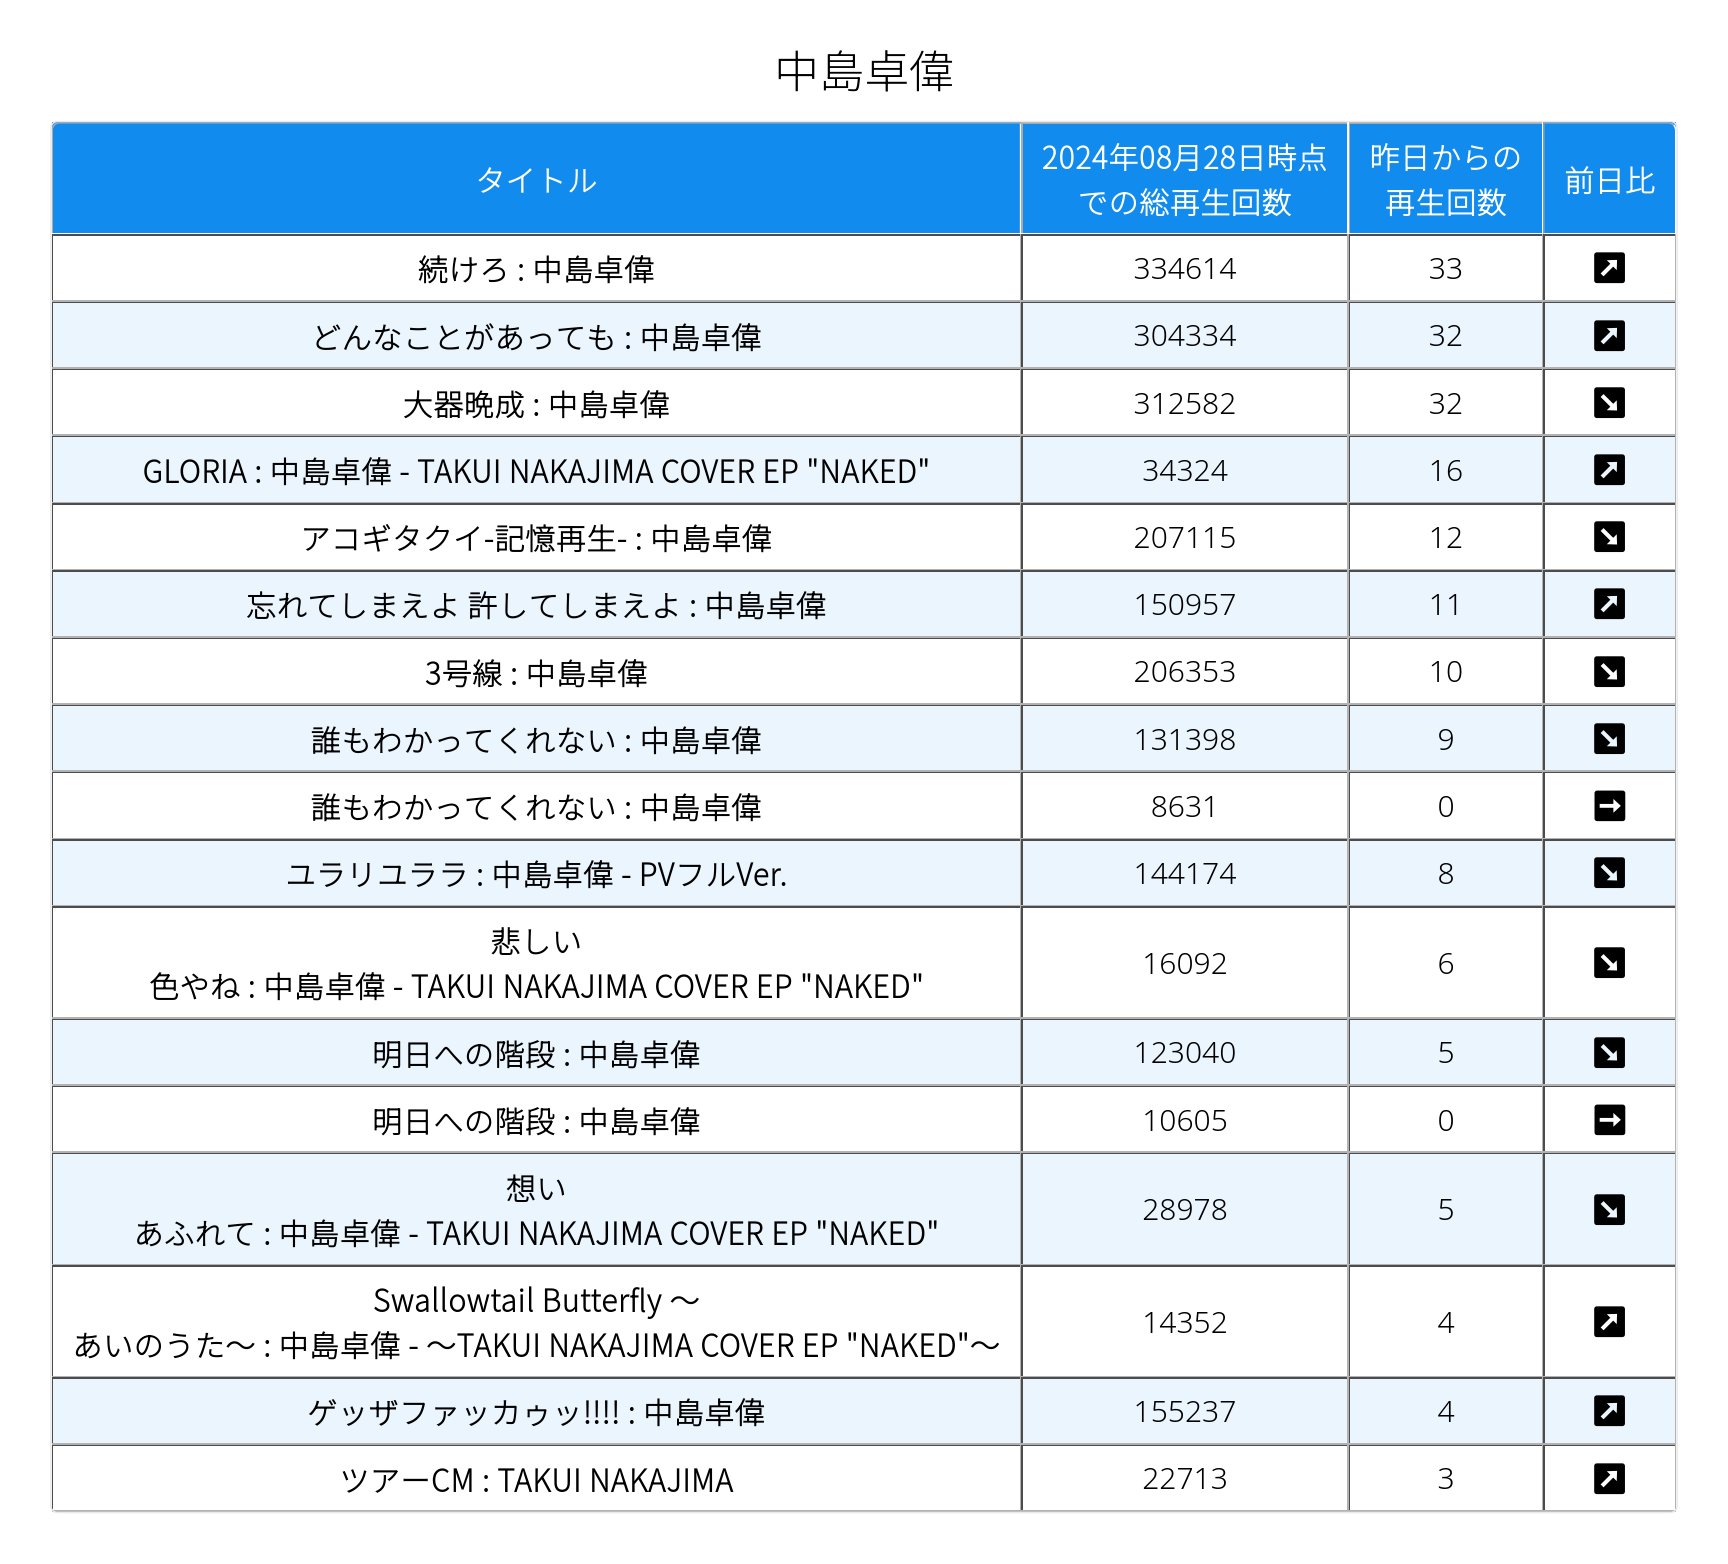 中島卓偉
タイトル 2024年08月28日時点 での総再生回数 昨日からの 再生回数 前日比
続けろ : 中島卓偉 334614 33
どんなことがあっても : 中島卓偉 304334 32
大器晩成 : 中島卓偉 312582 32
GLORIA : 中島卓偉 - TAKUI NAKAJIMA COVER EP "NAKED" 34324 16
アコギタクイ-記憶再生- : 中島卓偉 207115 12
忘れてしまえよ 許してしまえよ : 中島卓偉 150957 11
3号線 : 中島卓偉 206353 10
誰もわかってくれない : 中島卓偉 131398 9
誰もわかってくれない : 中島卓偉 8631 0
ユラリユララ : 中島卓偉 - PVフルVer. 144174 8
悲しい
色やね : 中島卓偉 - TAKUI NAKAJIMA COVER EP "NAKED" 16092 6
明日への階段 : 中島卓偉 123040 5
明日への階段 : 中島卓偉 10605 0
想い
あふれて : 中島卓偉 - TAKUI NAKAJIMA COVER EP "NAKED" 28978 5
Swallowtail Butterfly 〜
あいのうた〜 : 中島卓偉 - 〜TAKUI NAKAJIMA COVER EP "NAKED"〜 14352 4
ゲッザファッカゥッ!!!! : 中島卓偉 155237 4
ツアーCM : TAKUI NAKAJIMA 22713 3